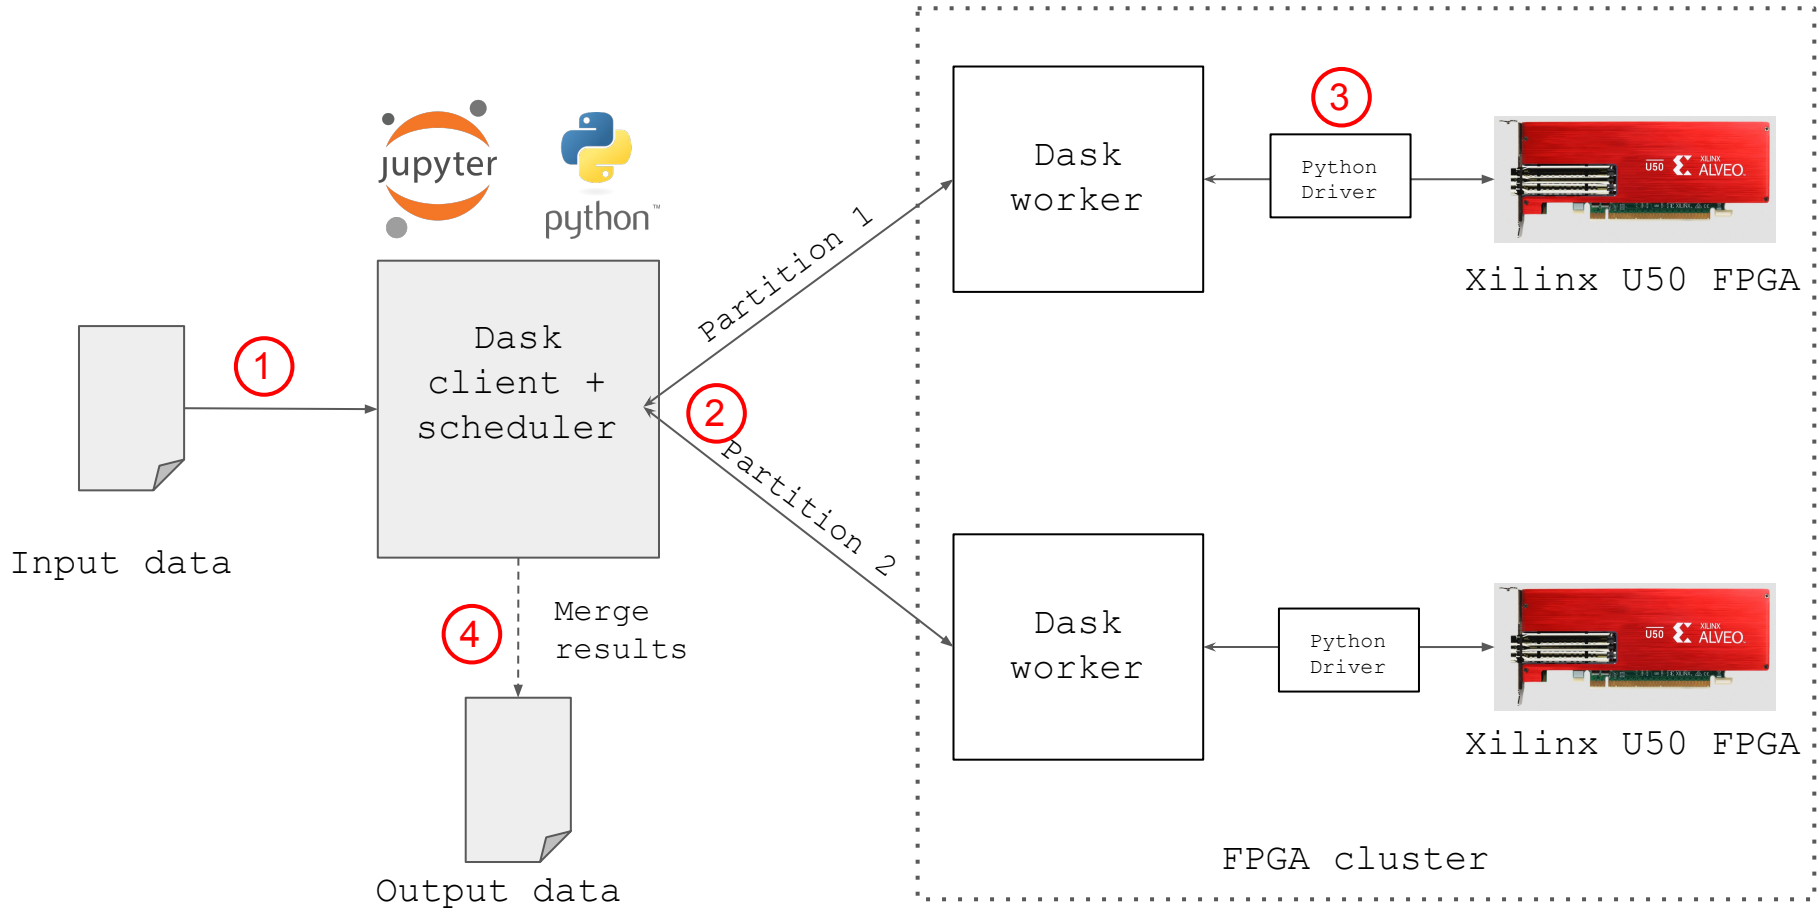 jupyter
python™
Dask
client +
scheduler
1
Input data
2
Partition 1
Partition 2
Dask
worker
3
Python
Driver
U50
XILINX
ALVEO.
Xilinx U50 FPGA
Dask
worker
Python
Driver
U50
XILINX
ALVEO.
Xilinx U50 FPGA
FPGA cluster
4
Merge
results
Output data